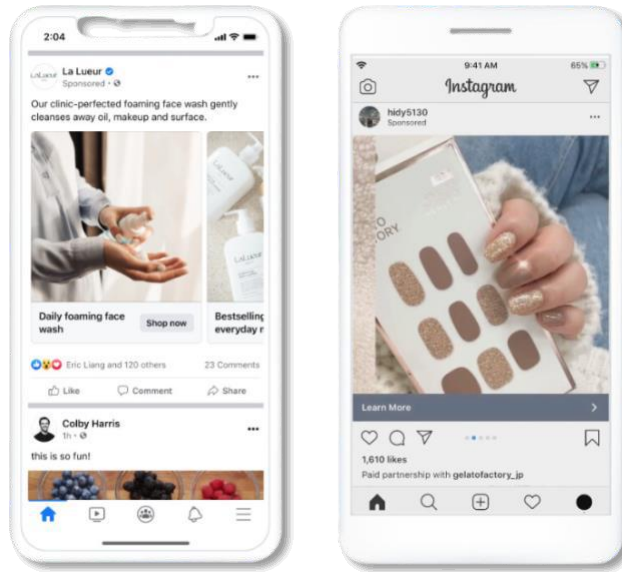 2:04
LaLueur
La Lueur
Sponsored •
Our clinic-perfected foaming face wash gently
cleanses away oil, makeup and surface.
LaLueur
LaLueur
Daily foaming face
wash
Shop now
Bestselling
everyday
Eric Liang and 120 others
23 Comments
Like
Comment
Share
Colby Harris
1h •
this is so fun!
9:41 AM
65%
Instagram
hidy5130
Sponsored
ORY
Learn More
1,610 likes
Paid partnership with gelatofactory_jp